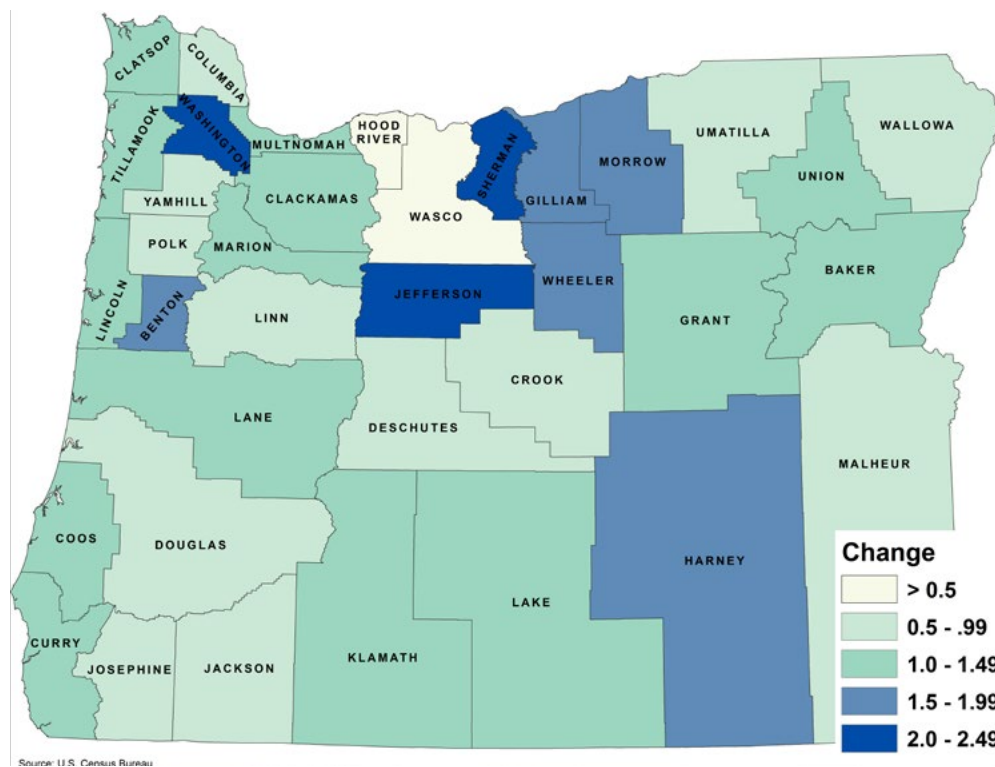 CLATSOP
COLUMBIA
TILLAMOOK
WASHINGTON
MULTNOMAH
HOOD
RIVER
SHERMAN
GILLIAM
MORROW
UMATILLA
WALLOWA
UNION
YAMHILL
CLACKAMAS
WASCO
POLK
MARION
LINCOLN
BENTON
LINN
JEFFERSON
WHEELER
GRANT
BAKER
LANE
DESCHUTES
CROOK
MALHEUR
COOS
DOUGLAS
HARNEY
CURRY
JOSEPHINE
JACKSON
KLAMATH
LAKE
Change
> 0.5
0.5 - .99
1.0 - 1.49
1.5 - 1.99
2.0 - 2.49
Source: U.S. Census Bureau